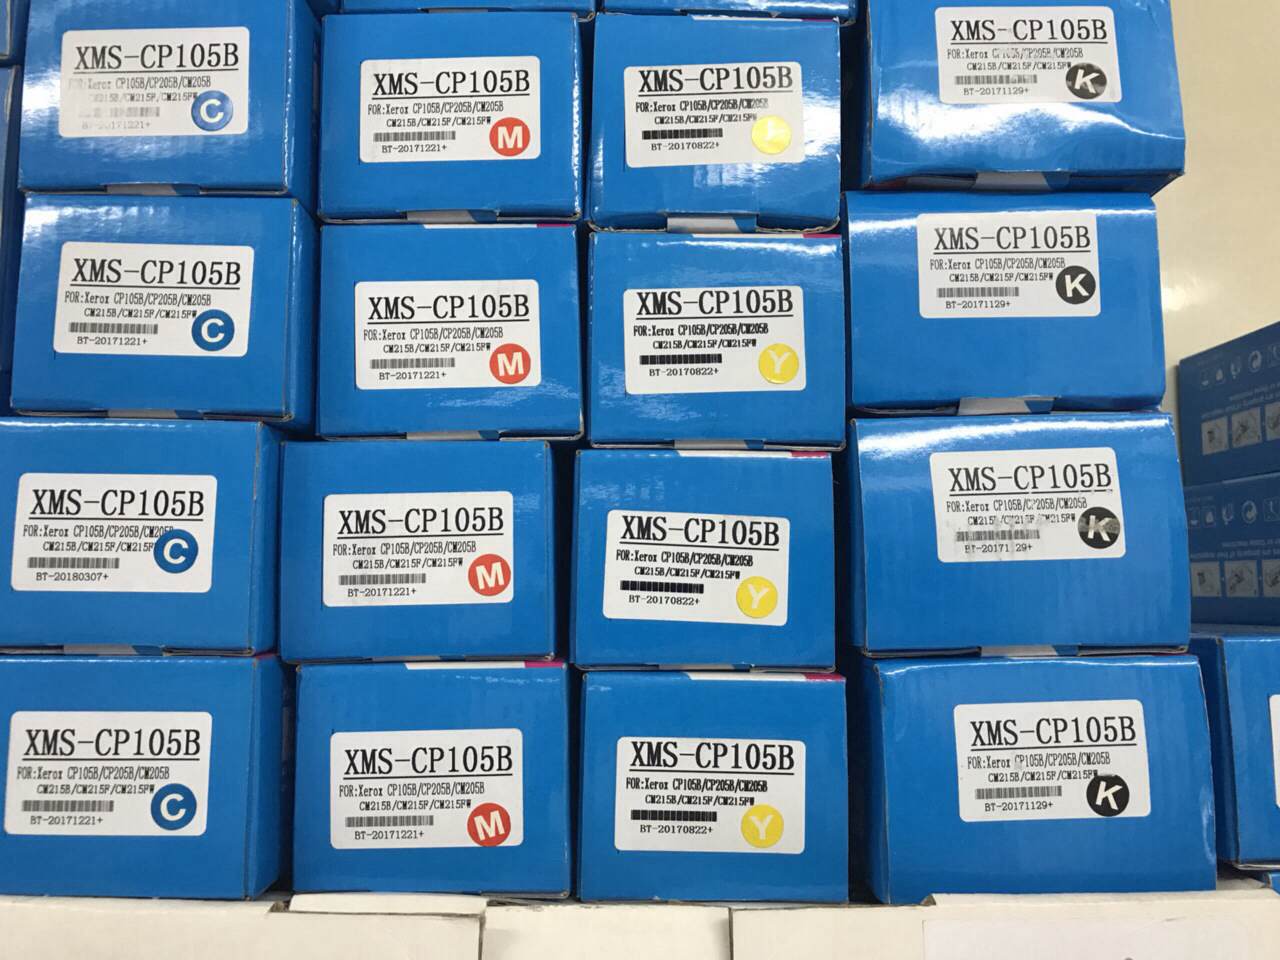 XMS-CP105B
FOR:Xerox CP105B/CP205B/CM205B
CM215B/CM215F/CM215FW
C
BT-20171221+
XMS-CP105B
FOR:Xerox CP105B/CP205B/CM205B
CM215B/CM215F/CM215FW
M
BT-20171221+
XMS-CP105B
FOR:Xerox CP105B/CP205B/CM205B
CM215B/CM215F/CM215FW
Y
BT-20170822+
XMS-CP105B
FOR:Xerox CP105B/CP205B/CM205B
CM215B/CM215F/CM215FW
K
BT-20171129+
XMS-CP105B
FOR:Xerox CP105B/CP205B/CM205B
CM215B/CM215F/CM215FW
C
BT-20171221+
XMS-CP105B
FOR:Xerox CP105B/CP205B/CM205B
CM215B/CM215F/CM215FW
M
BT-20171221+
XMS-CP105B
FOR:Xerox CP105B/CP205B/CM205B
CM215B/CM215F/CM215FW
Y
BT-20170822+
XMS-CP105B
FOR:Xerox CP105B/CP205B/CM205B
CM215B/CM215F/CM215FW
K
BT-20171129+
XMS-CP105B
FOR:Xerox CP105B/CP205B/CM205B
CM215B/CM215F/CM215F
C
BT-20180307+
XMS-CP105B
FOR:Xerox CP105B/CP205B/CM205B
CM215B/CM215F/CM215FW
M
BT-20171221+
XMS-CP105B
FOR:Xerox CP105B/CP205B/CM205B
CM215B/CM215F/CM215FW
Y
BT-20170822+
XMS-CP105B
FOR:Xerox CP105B/CP205B/CM205B
CM215B/CM215F/CM215FW
K
BT-20171129+
XMS-CP105B
FOR:Xerox CP105B/CP205B/CM205B
CM215B/CM215F/CM215FW
C
BT-20171221+
XMS-CP105B
FOR:Xerox CP105B/CP205B/CM205B
CM215B/CM215F/CM215FW
M
BT-20171221+
XMS-CP105B
FOR:Xerox CP105B/CP205B/CM205B
CM215B/CM215F/CM215FW
Y
BT-20170822+
XMS-CP105B
FOR:Xerox CP105B/CP205B/CM205B
CM215B/CM215F/CM215FW
K
BT-20171129+